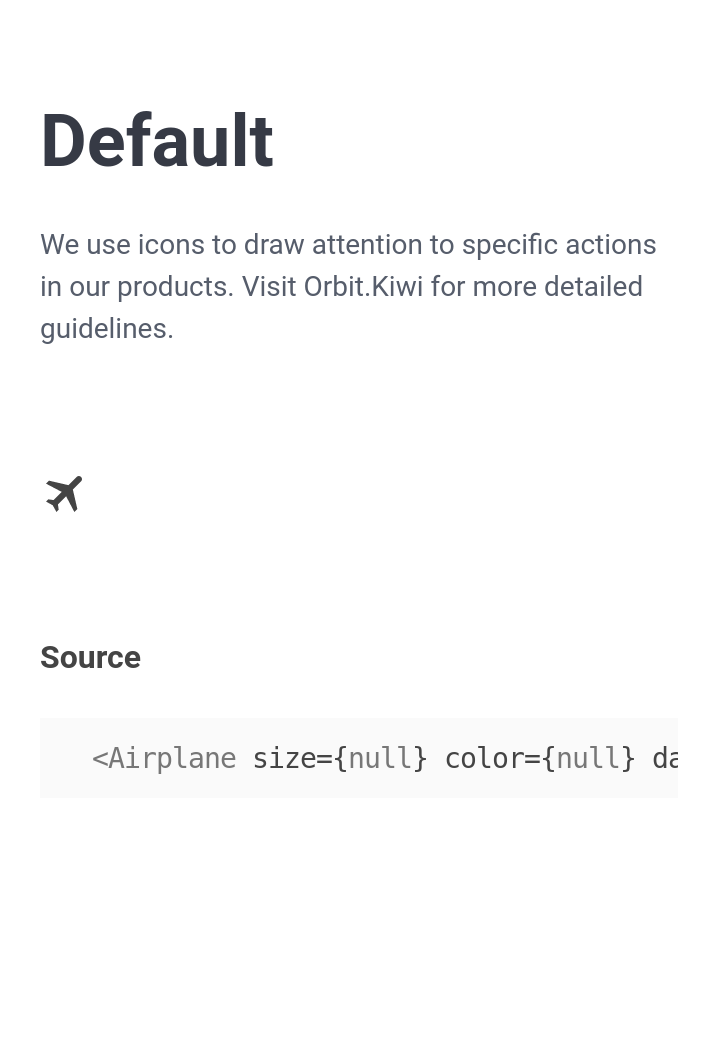 Default
We use icons to draw attention to specific actions
in our products. Visit Orbit.Kiwi for more detailed
guidelines.
Source
<Airplane size={null} color={null} da